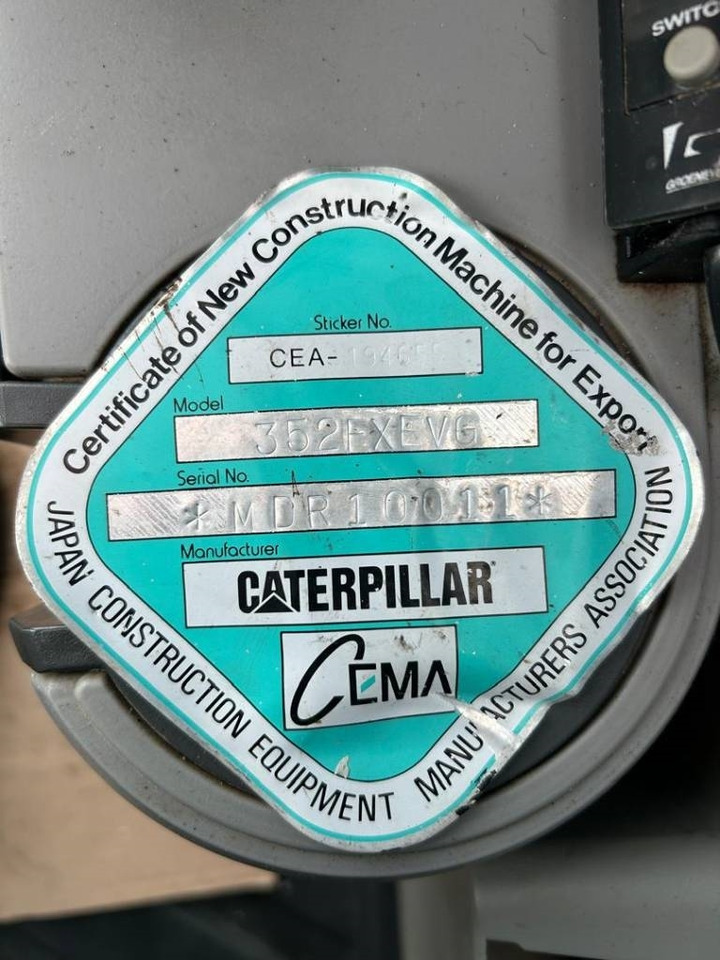 SWITC
Certificate of New Construction Machine for Export
Sticker No.
CEA-
Model
352FXEVG
Serial No.
*MDR10011*
Manufacturer
CATERPILLAR
CEMA
JAPAN CONSTRUCTION EQUIPMENT MANUFACTURERS ASSOCIATION